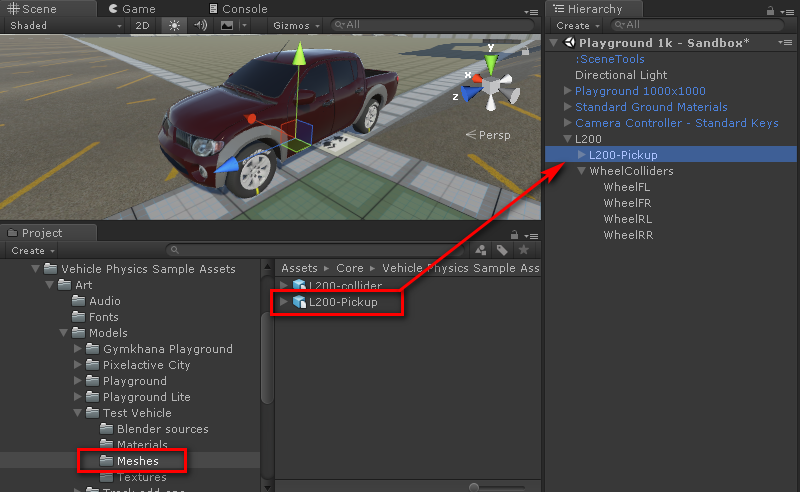 Scene
Game
Console
Shaded
2D
Gizmos
All
y
x
z
Persp
Project
Create
Vehicle Physics Sample Assets
Art
Audio
Fonts
Models
Gymkhana Playground
Pixelactive City
Playground
Playground Lite
Test Vehicle
Blender sources
Materials
Meshes
Textures
Track add-ons
Assets
Core
Vehicle Physics Sample Ass
L200-collider
L200-Pickup
Hierarchy
Create
All
Playground 1k - Sandbox*
:SceneTools
Directional Light
Playground 1000x1000
Standard Ground Materials
Camera Controller - Standard Keys
L200
L200-Pickup
WheelColliders
WheelFL
WheelFR
WheelRL
WheelRR